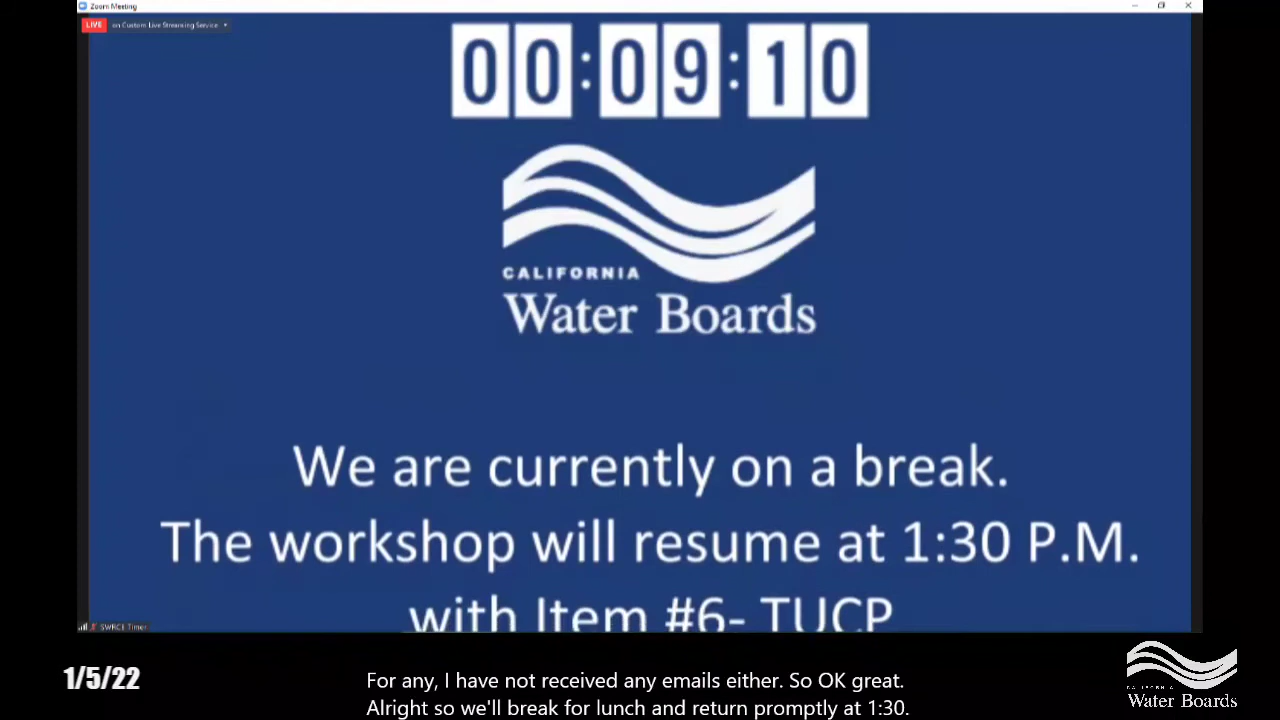 Zoom Meeting
LIVE on Custom Live Streaming Service
00:09:10
CALIFORNIA
Water Boards
We are currently on a break.
The workshop will resume at 1:30 P.M.
with Item #6- TUCP
SWRCB Timer
1/5/22
For any, I have not received any emails either. So OK great.
Alright so we'll break for lunch and return promptly at 1:30.
CALIFORNIA
Water Boards